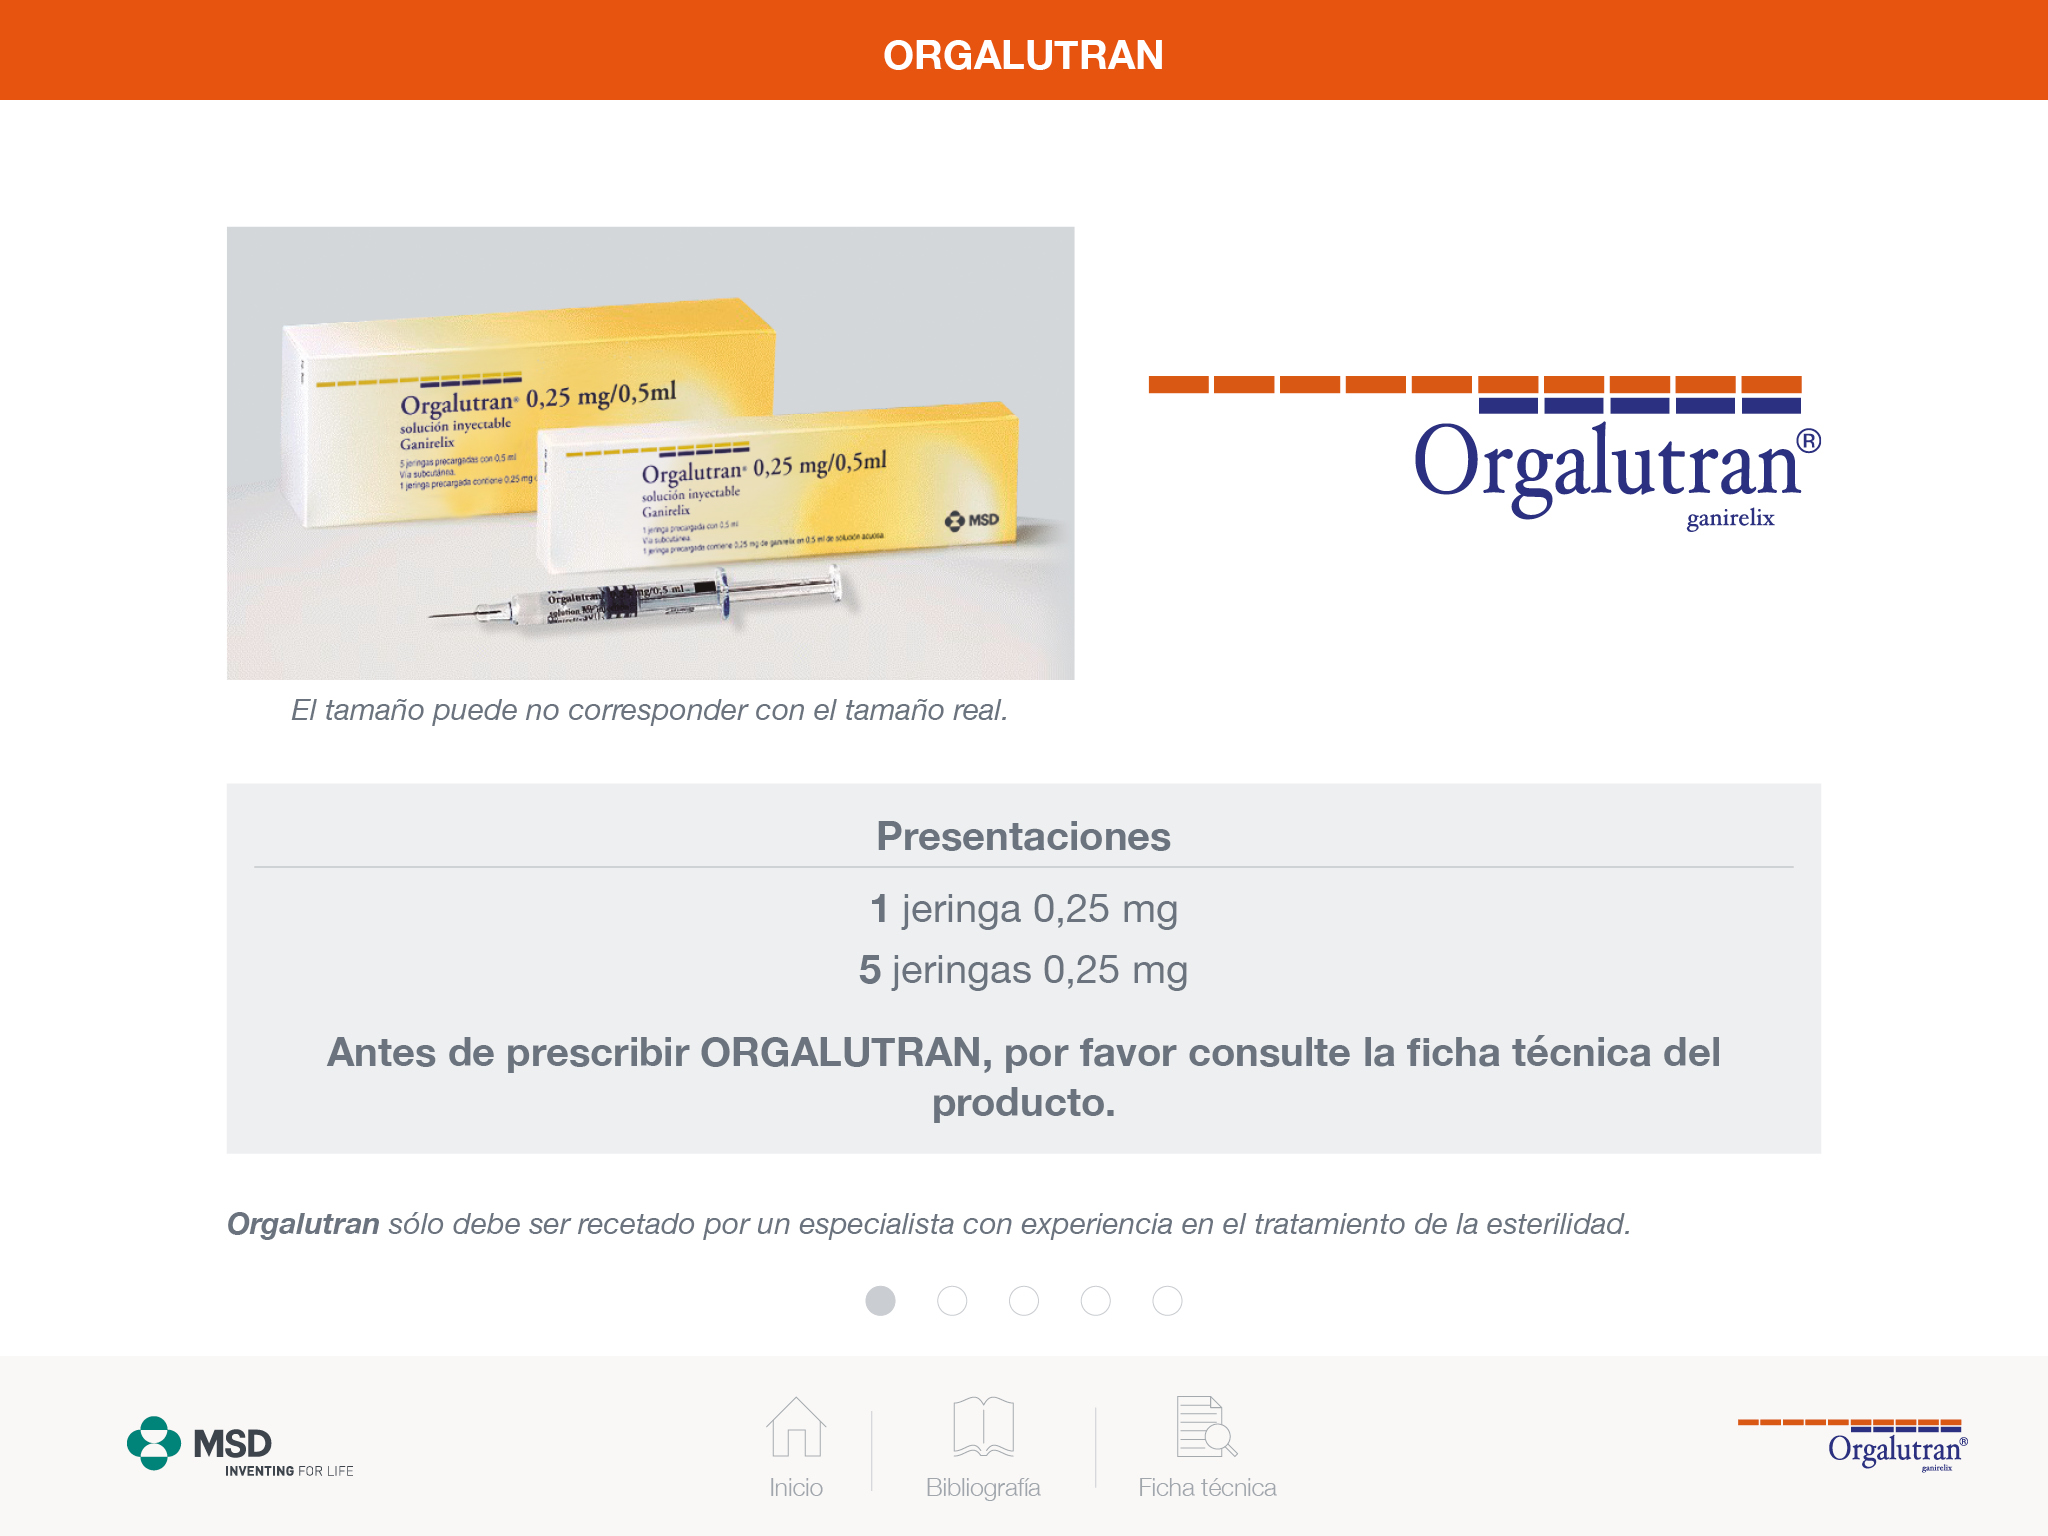 ORGALUTRAN
Orgalutran® 0,25 mg/0,5ml
solución inyectable
Ganirelix
5 jeringas precargadas con 0.5 ml
Vía subcutánea.
1 jeringa precargada contiene 0.25 mg
Orgalutran® 0,25 mg/0,5ml
solución inyectable
Ganirelix
1 jeringa precargada con 0.5 ml
Vía subcutánea.
1 jeringa precargada contiene 0.25 mg de ganirelix en 0.5 ml de solución acuosa
MSD
Orgalutran mg/0,5 ml
solution for
El tamaño puede no corresponder con el tamaño real.
Orgalutran®
ganirelix
Presentaciones
1 jeringa 0,25 mg
5 jeringas 0,25 mg
Antes de prescribir ORGALUTRAN, por favor consulte la ficha técnica del
producto.
Orgalutran sólo debe ser recetado por un especialista con experiencia en el tratamiento de la esterilidad.
MSD
INVENTING FOR LIFE
Inicio
Bibliografía
Ficha técnica
Orgalutran®
ganirelix